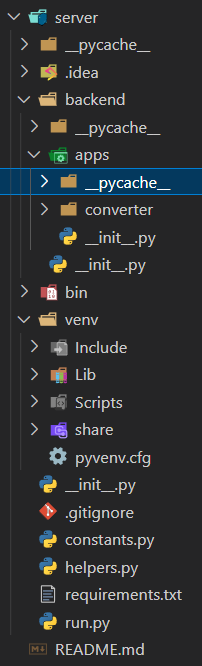 server
__pycache__
.idea
backend
__pycache__
apps
__pycache__
converter
__init__.py
__init__.py
bin
venv
Include
Lib
Scripts
share
pyvenv.cfg
__init__.py
.gitignore
constants.py
helpers.py
requirements.txt
run.py
README.md